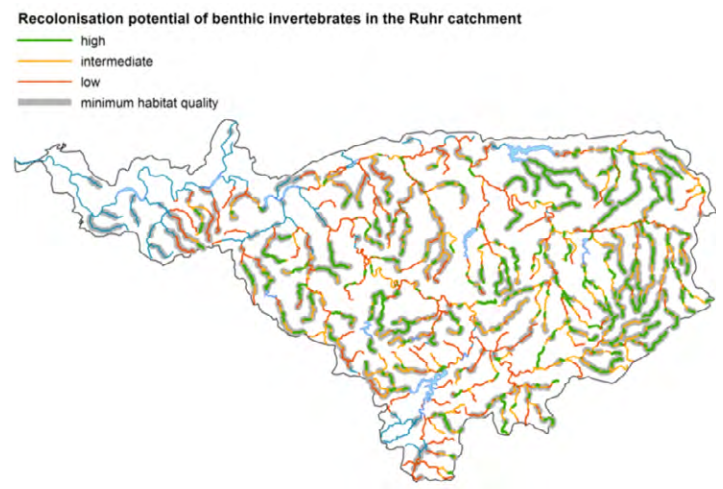 Recolonisation potential of benthic invertebrates in the Ruhr catchment
high
intermediate
low
minimum habitat quality